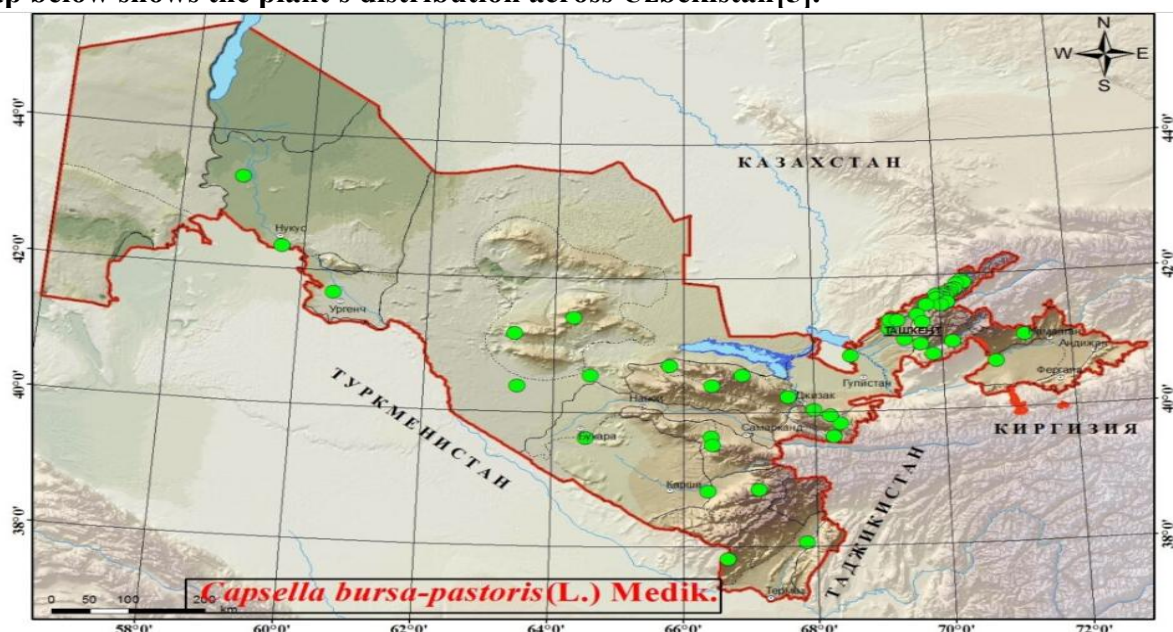 below shows the plant's distribution across Uzbekistan[5].
N
W E
S
44°0'
44°0'
42°0'
42°0'
40°0'
40°0'
38°0'
38°0'
КАЗАХСТАН
Нукус
Ургенч
ТАШКЕНТ
Наманган
Андижан
Фергана
Гулистан
Джизак
КИРГИЗИЯ
ТУРКМЕНИСТАН
Навои
Самарканд
Бухара
Карши
ТАДЖИКИСТАН
Термез
Capsella bursa-pastoris(L.) Medik.
0 50 100 200
km
58°0' 60°0' 62°0' 64°0' 66°0' 68°0' 70°0' 72°0'